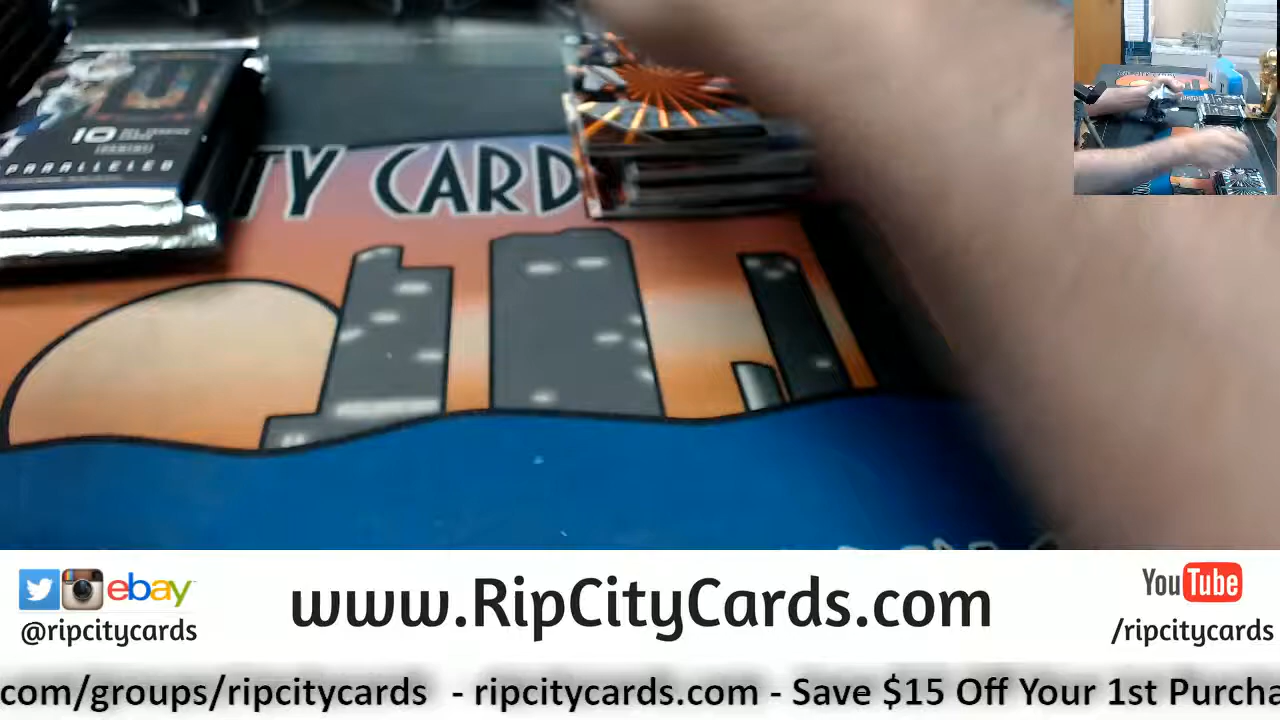 10
PARALLELED
TY CARD
ebay
@ripcitycards
www.RipCityCards.com
YouTube
/ripcitycards
com/groups/ripcitycards - ripcitycards.com - Save $15 Off Your 1st Purcha